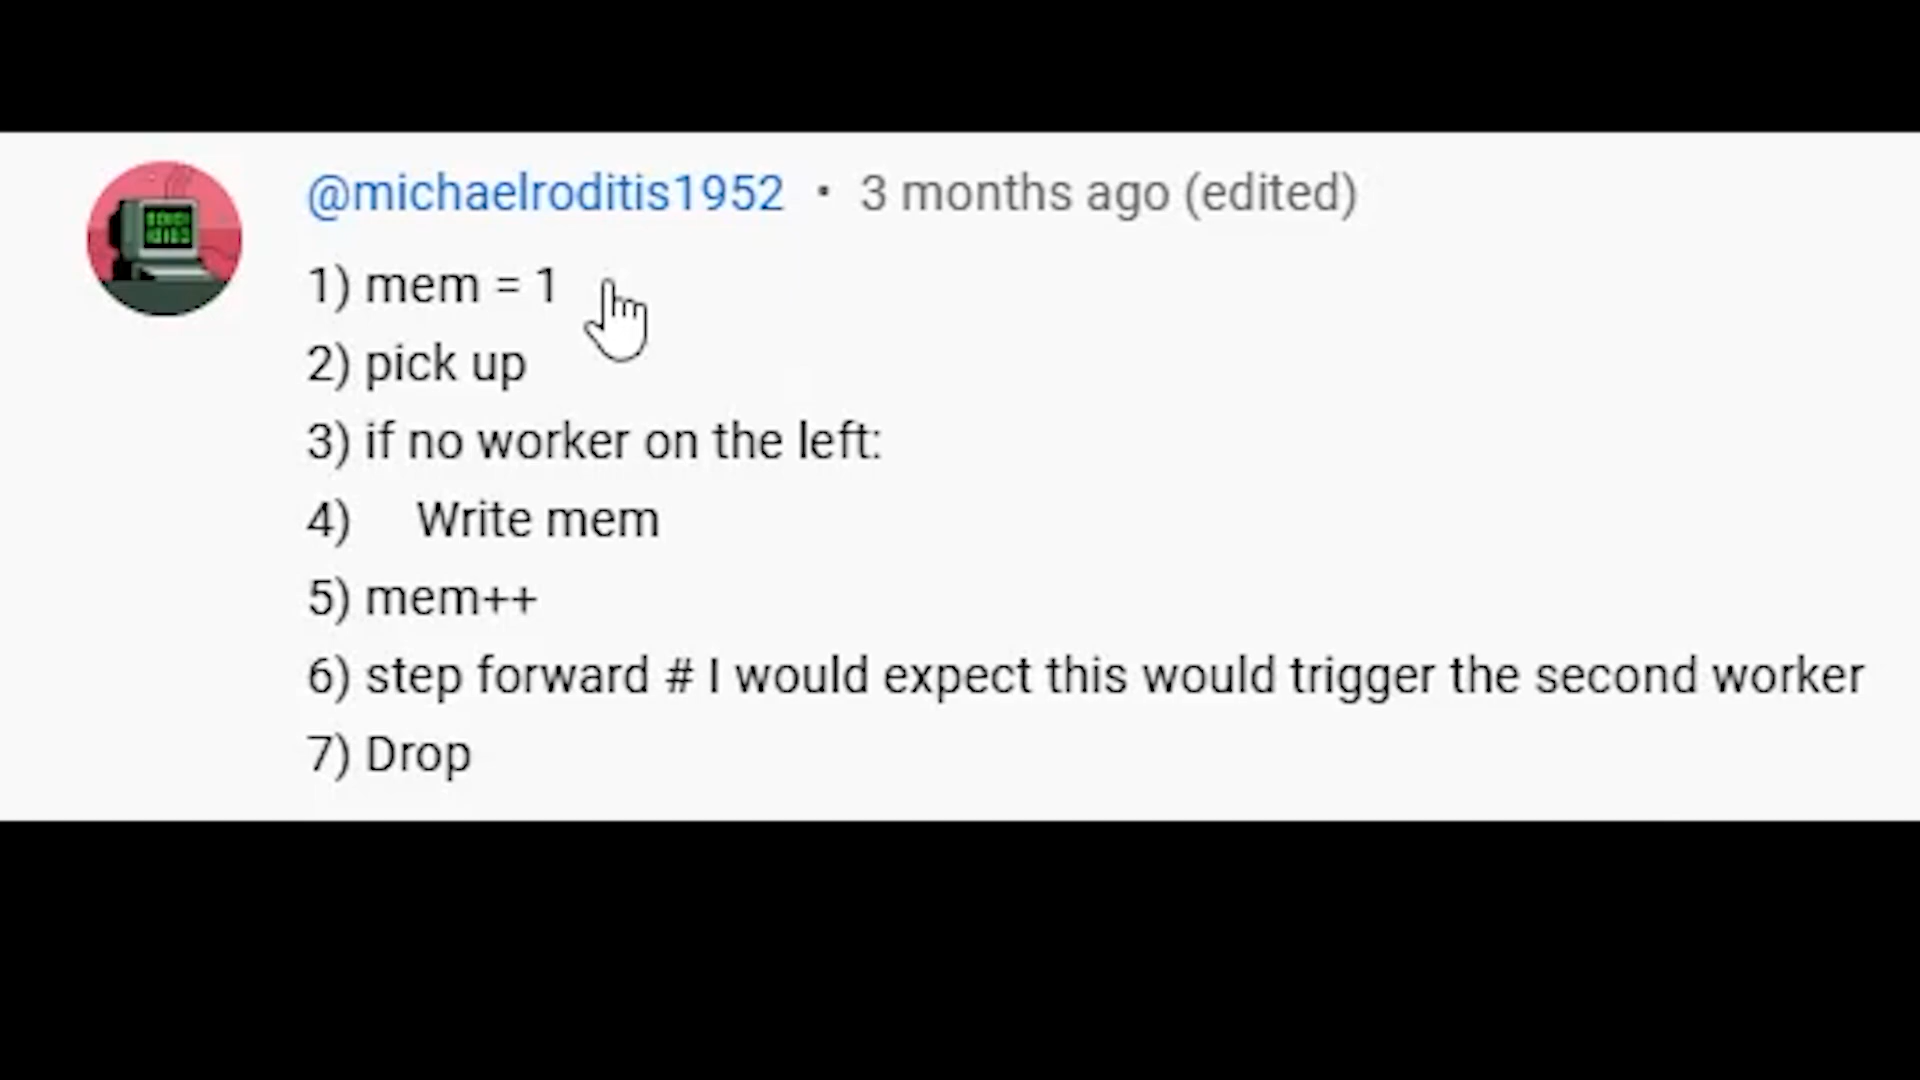 @michaelroditis1952 • 3 months ago (edited)
1) mem = 1
2) pick up
3) if no worker on the left:
4) Write mem
5) mem++
6) step forward # I would expect this would trigger the second worker
7) Drop